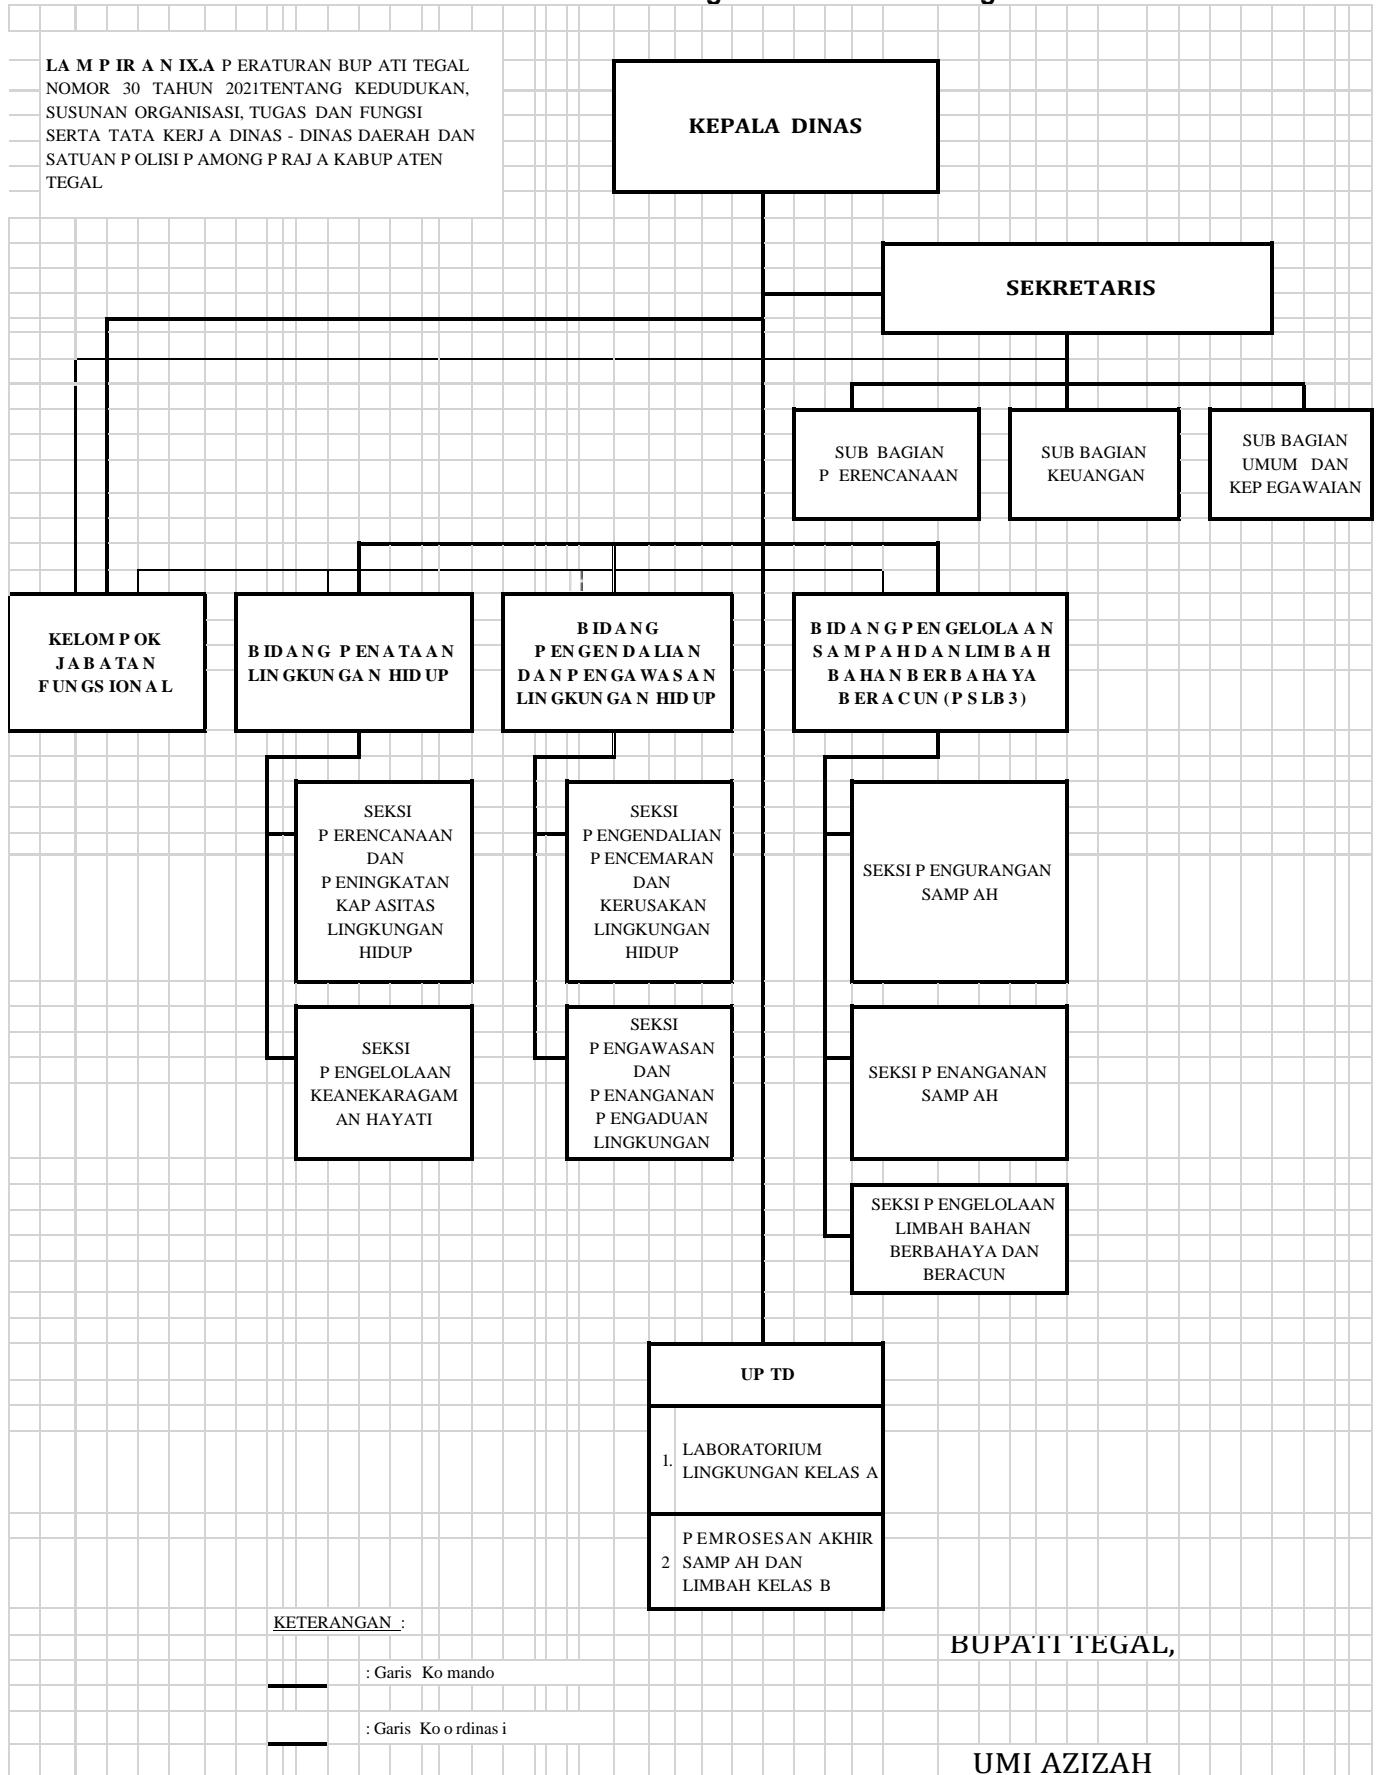 LAMPIRAN IX.A PERATURAN BUPATI TEGAL
NOMOR 30 TAHUN 2021TENTANG KEDUDUKAN,
SUSUNAN ORGANISASI, TUGAS DAN FUNGSI
SERTA TATA KERJA DINAS - DINAS DAERAH DAN
SATUAN POLISI PAMONG PRAJA KABUPATEN
TEGAL
KEPALA DINAS
SEKRETARIS
SUB BAGIAN
PERENCANAAN
SUB BAGIAN
KEUANGAN
SUB BAGIAN
UMUM DAN
KEPEGAWAIAN
KELOMPOK
JABATAN
FUNGSIONAL
BIDANG PENATAAN
LINGKUNGAN HIDUP
BIDANG
PENGENDALIAN
DAN PENGAWASAN
LINGKUNGAN HIDUP
BIDANG PENGELOLAAN
SAMPAH DAN LIMBAH
BAHAN BERBAHAYA
BERACUN (PSLB3)
SEKSI
PERENCANAAN
DAN
PENINGKATAN
KAPASITAS
LINGKUNGAN
HIDUP
SEKSI
PENGENDALIAN
PENCEMARAN
DAN
KERUSAKAN
LINGKUNGAN
HIDUP
SEKSI PENGURANGAN
SAMPAH
SEKSI
PENGELOLAAN
KEANEKARAGAM
AN HAYATI
SEKSI
PENGAWASAN
DAN
PENANGANAN
PENGADUAN
LINGKUNGAN
SEKSI PENANGANAN
SAMPAH
SEKSI PENGELOLAAN
LIMBAH BAHAN
BERBAHAYA DAN
BERACUN
UPTD
1. LABORATORIUM
LINGKUNGAN KELAS A
2 PEMROSESAN AKHIR
SAMPAH DAN
LIMBAH KELAS B
KETERANGAN :
: Garis Komando
: Garis Koordinasi
BUPATI TEGAL,
UMI AZIZAH